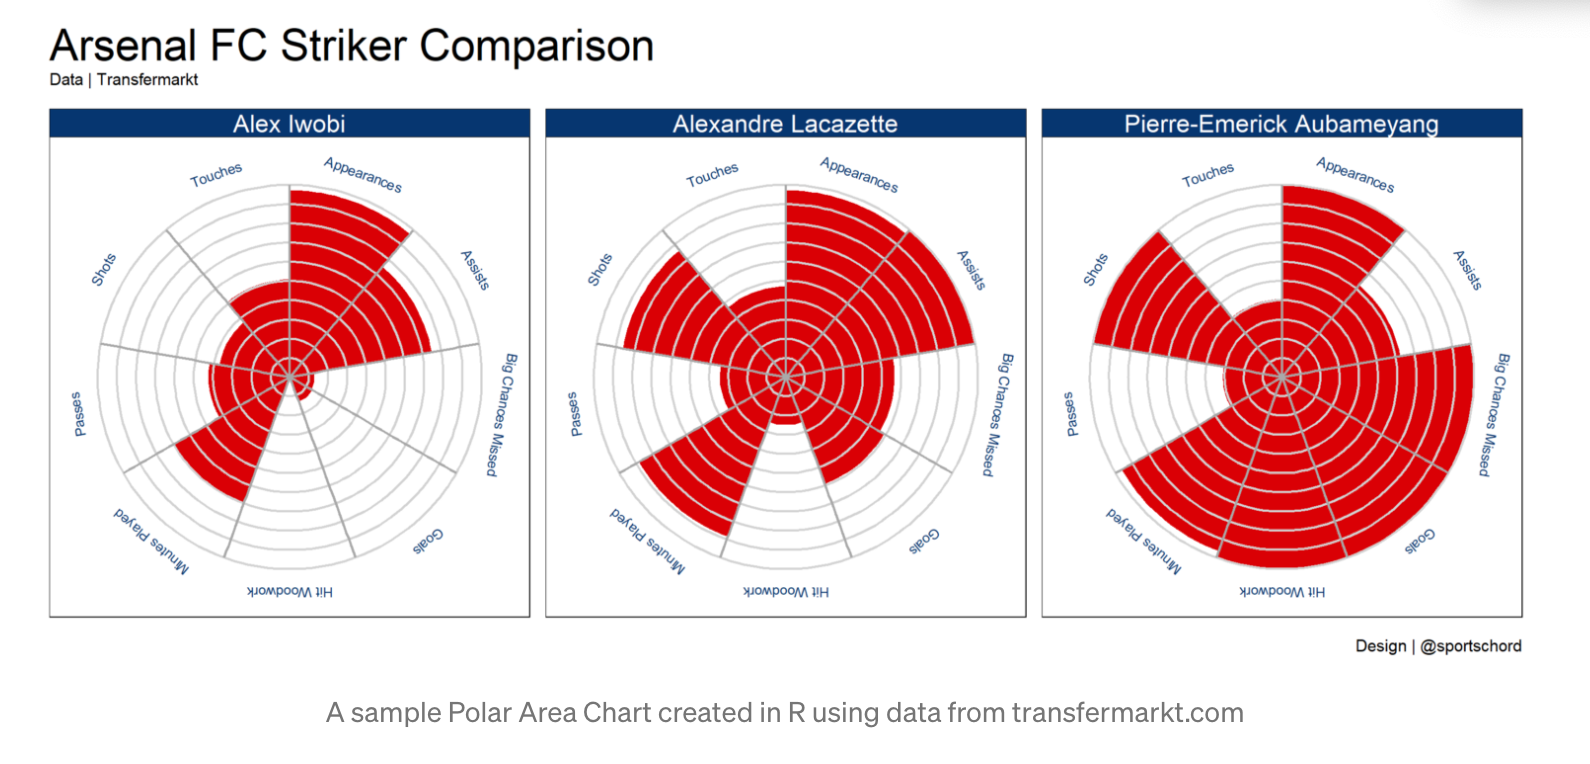 Arsenal FC Striker Comparison
Data | Transfermarkt
Alex Iwobi
Touches
Appearances
Shots
Assists
Passes
Big Chances Missed
Minutes Played
Goals
Hit Woodwork
Alexandre Lacazette
Touches
Appearances
Shots
Assists
Passes
Big Chances Missed
Minutes Played
Goals
Hit Woodwork
Pierre-Emerick Aubameyang
Touches
Appearances
Shots
Assists
Passes
Big Chances Missed
Minutes Played
Goals
Hit Woodwork
Design | @sportschord
A sample Polar Area Chart created in R using data from transfermarkt.com